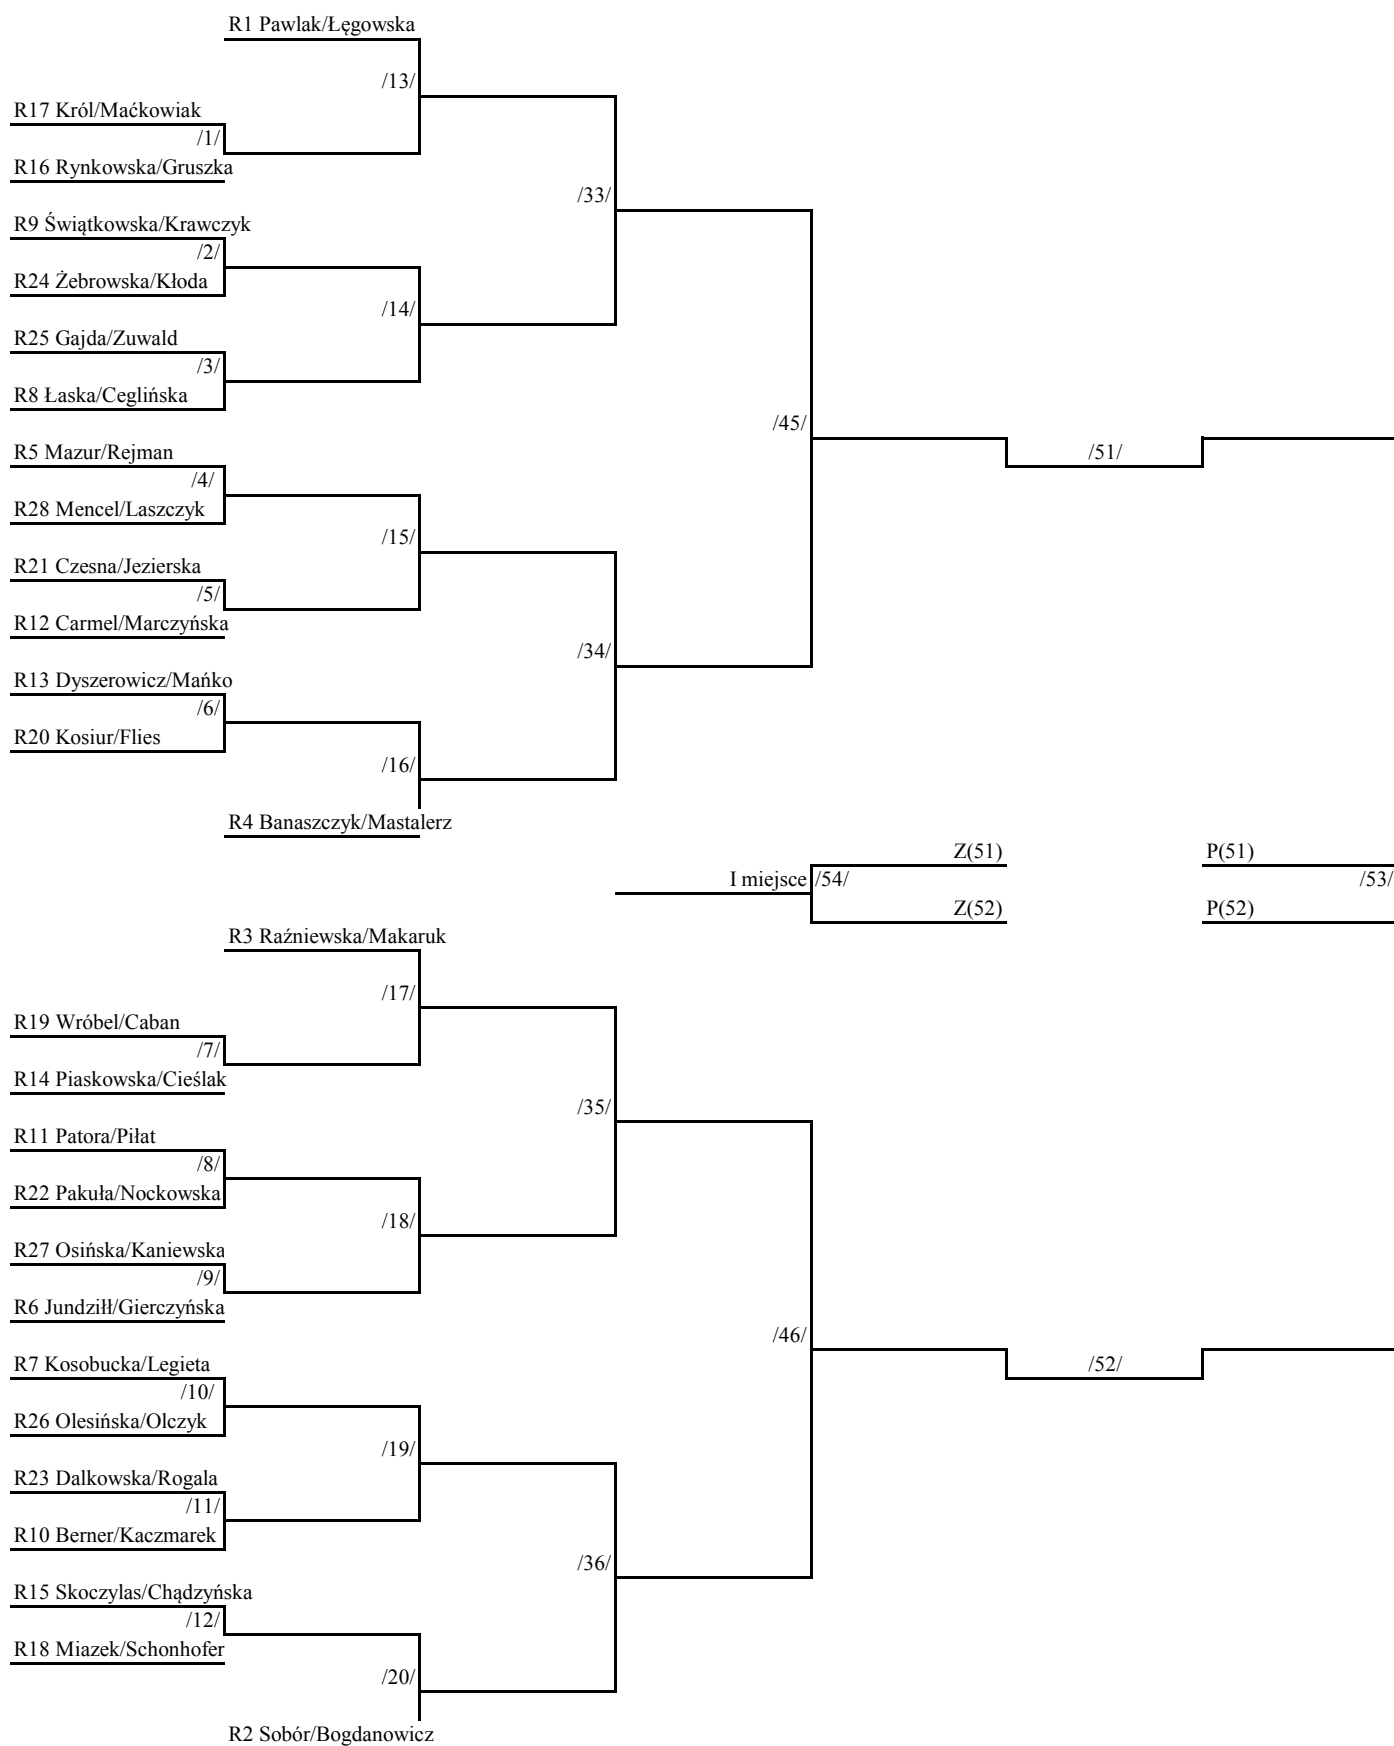 R1 Pawlak/Łęgowska
/13/
R17 Król/Maćkowiak
/1/
R16 Rynkowska/Gruszka
/33/
R9 Świątkowska/Krawczyk
/2/
R24 Żebrowska/Kłoda
/14/
R25 Gajda/Zuwald
/3/
R8 Łaska/Ceglińska
/45/
R5 Mazur/Rejman
/51/
/4/
R28 Mencel/Laszczyk
/15/
R21 Czesna/Jezierska
/5/
R12 Carmel/Marczyńska
/34/
R13 Dyszerowicz/Mańko
/6/
R20 Kosiur/Flies
/16/
R4 Banaszczyk/Mastalerz
Z(51) P(51)
I miejsce /54/ /53/
Z(52) P(52)
R3 Raźniewska/Makaruk
/17/
R19 Wróbel/Caban
/7/
R14 Piaskowska/Cieślak
/35/
R11 Patora/Piłat
/8/
R22 Pakuła/Nockowska
/18/
R27 Osińska/Kaniewska
/9/
R6 Jundziłł/Gierczyńska
/46/
R7 Kosobucka/Legieta
/52/
/10/
R26 Olesińska/Olczyk
/19/
R23 Dalkowska/Rogala
/11/
R10 Berner/Kaczmarek
/36/
R15 Skoczylas/Chądzyńska
/12/
R18 Miazek/Schonhofer
/20/
R2 Sobór/Bogdanowicz